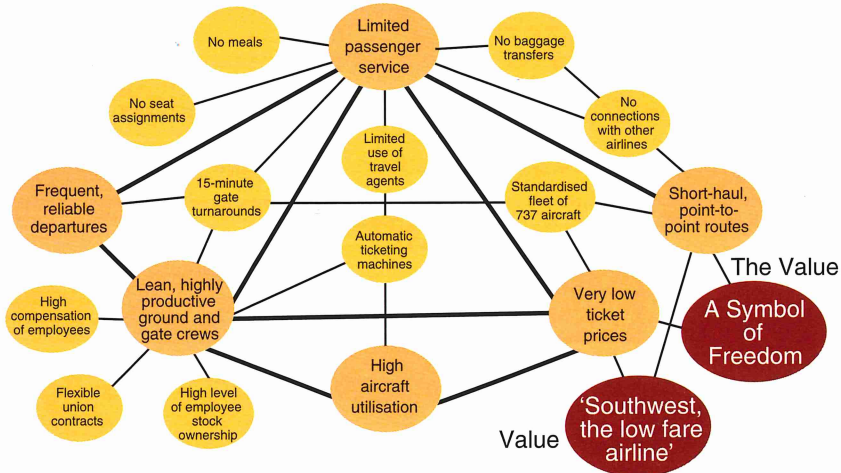 Limited
passenger
service
No meals
No baggage
transfers
No seat
assignments
No
connections
with other
airlines
Limited
use of
travel
agents
Frequent,
reliable
departures
15-minute
gate
turnarounds
Standardised
fleet of
737 aircraft
Short-haul,
point-to-
point routes
Automatic
ticketing
machines
Lean, highly
productive
ground and
gate crews
High
compensation
of employees
Very low
ticket
prices
The Value
A Symbol
of
Freedom
High
aircraft
utilisation
Flexible
union
contracts
High level
of employee
stock
ownership
Value
‘Southwest,
the low fare
airline’